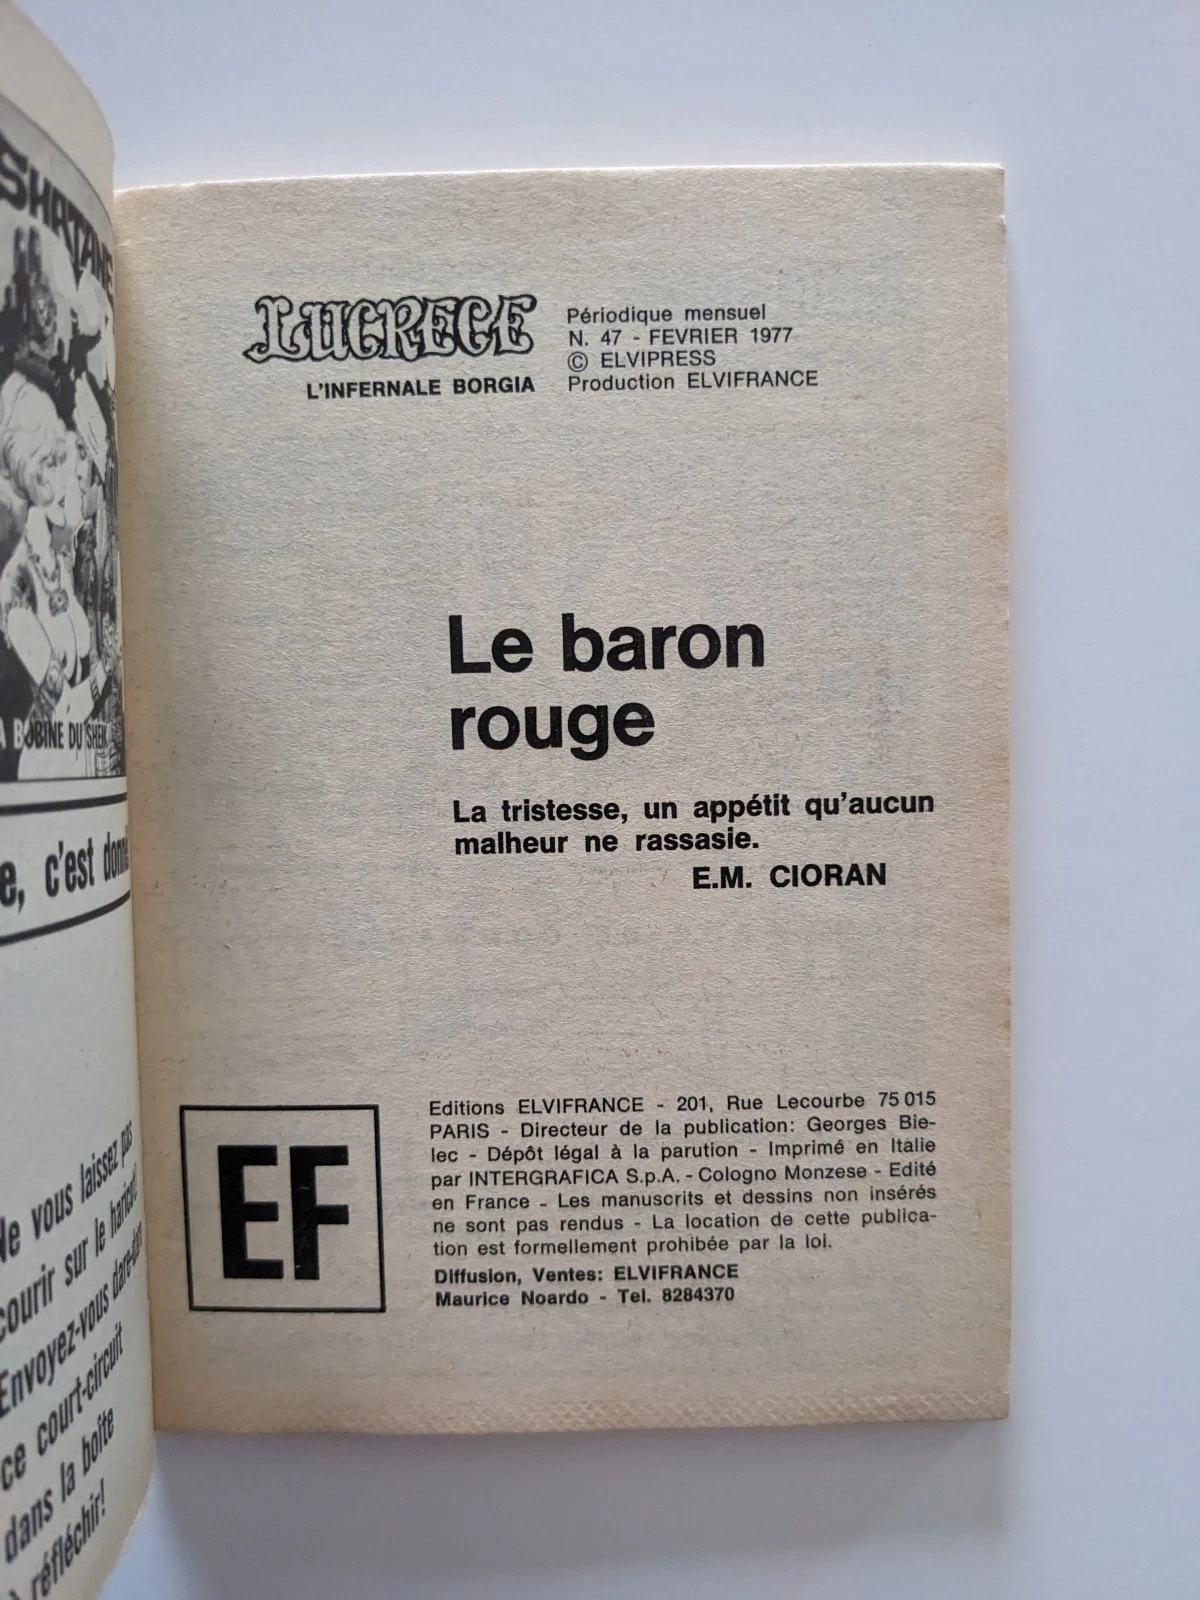 SHATANE
BOBINE DU SHEIK
e, c'est donné
Ne vous laissez pas
courir sur le haricot!
Envoyez-vous dare-dare
ce court-circuit
dans la boîte
à réfléchir!
LUCRECE
L'INFERNALE BORGIA
Périodique mensuel
N. 47 - FEVRIER 1977
© ELVIPRESS
Production ELVIFRANCE
Le baron
rouge
La tristesse, un appétit qu'aucun
malheur ne rassasie.
E.M. CIORAN
EF
Editions ELVIFRANCE - 201, Rue Lecourbe 75 015
PARIS - Directeur de la publication: Georges Bie-
lec - Dépôt légal à la parution - Imprimé en Italie
par INTERGRAFICA S.p.A. - Cologno Monzese - Edité
en France - Les manuscrits et dessins non insérés
ne sont pas rendus - La location de cette publica-
tion est formellement prohibée par la loi.
Diffusion, Ventes: ELVIFRANCE
Maurice Noardo - Tel. 8284370